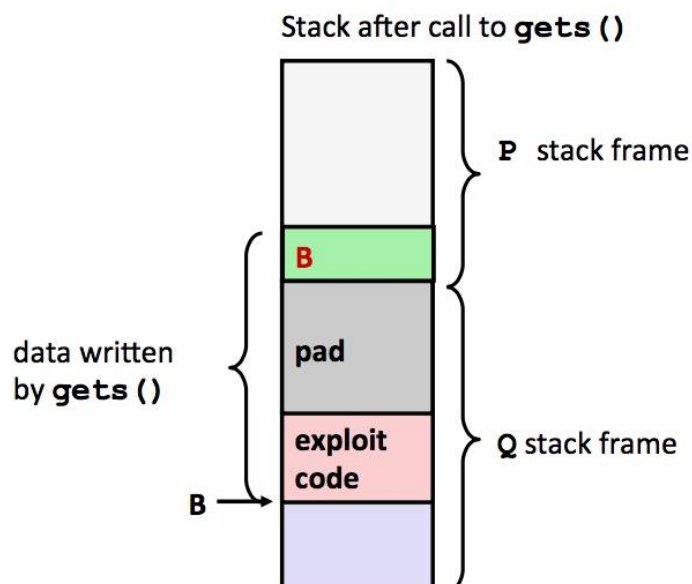 Stack after call to gets()
P stack frame
B
data written
by gets()
pad
exploit
code
Q stack frame
B